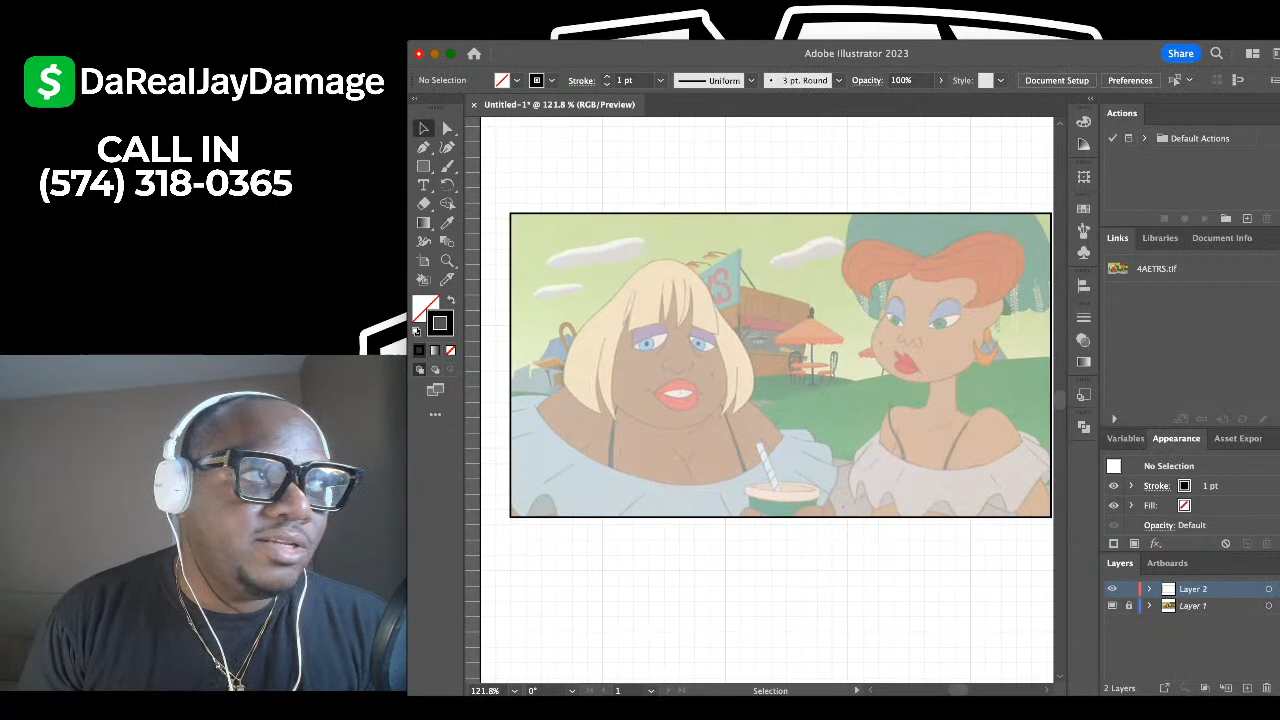 $ DaRealJayDamage
CALL IN
(574) 318-0365
Adobe Illustrator 2023
Share
No Selection
Stroke:
1 pt
Uniform
3 pt. Round
Opacity:
100%
Style:
Document Setup
Preferences
Untitled-1* @ 121.8 % (RGB/Preview)
Actions
Default Actions
Links
Libraries
Document Info
4AETRS.tif
Variables
Appearance
Asset Expor
No Selection
Stroke:
1 pt
Fill:
Opacity: Default
fx
Layers
Artboards
Layer 2
Layer 1
121.8%
0°
1
Selection
2 Layers